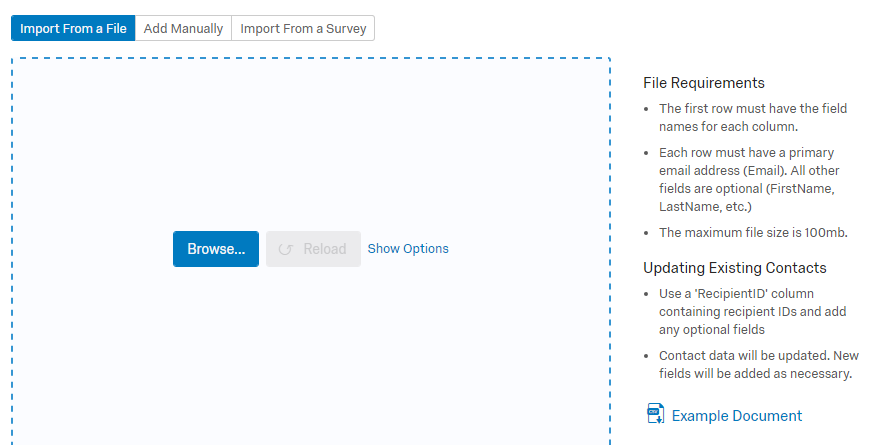 Import From a File
Add Manually
Import From a Survey
Browse...
Reload
Show Options
File Requirements
The first row must have the field
names for each column.
Each row must have a primary
email address (Email). All other
fields are optional (FirstName,
LastName, etc.)
The maximum file size is 100mb.
Updating Existing Contacts
Use a 'RecipientID' column
containing recipient IDs and add
any optional fields
Contact data will be updated. New
fields will be added as necessary.
CSV
Example Document